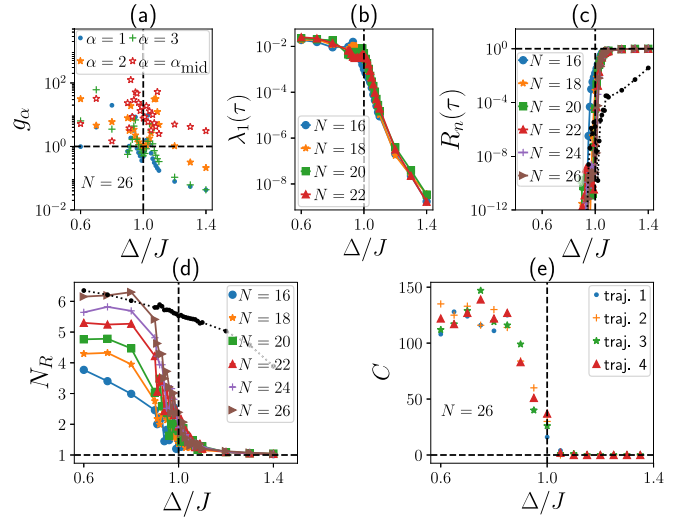 (a)
α = 1
α = 3
α = 2
α = α_mid
N = 26
g_α
10^2
10^0
10^−2
0.6
1.0
1.4
Δ/J
(b)
N = 16
N = 18
N = 20
N = 22
λ_1(τ)
10^−2
10^−4
10^−6
10^−8
0.6
1.0
1.4
Δ/J
(c)
N = 16
N = 18
N = 20
N = 22
N = 24
N = 26
R_n(τ)
10^0
10^−4
10^−9
10^−12
0.6
1.0
1.4
Δ/J
(d)
N = 16
N = 18
N = 20
N = 22
N = 24
N = 26
N_R
6
5
4
3
2
1
0.6
1.0
1.4
Δ/J
(e)
traj. 1
traj. 2
traj. 3
traj. 4
N = 26
C
150
100
50
0
0.6
1.0
1.4
Δ/J